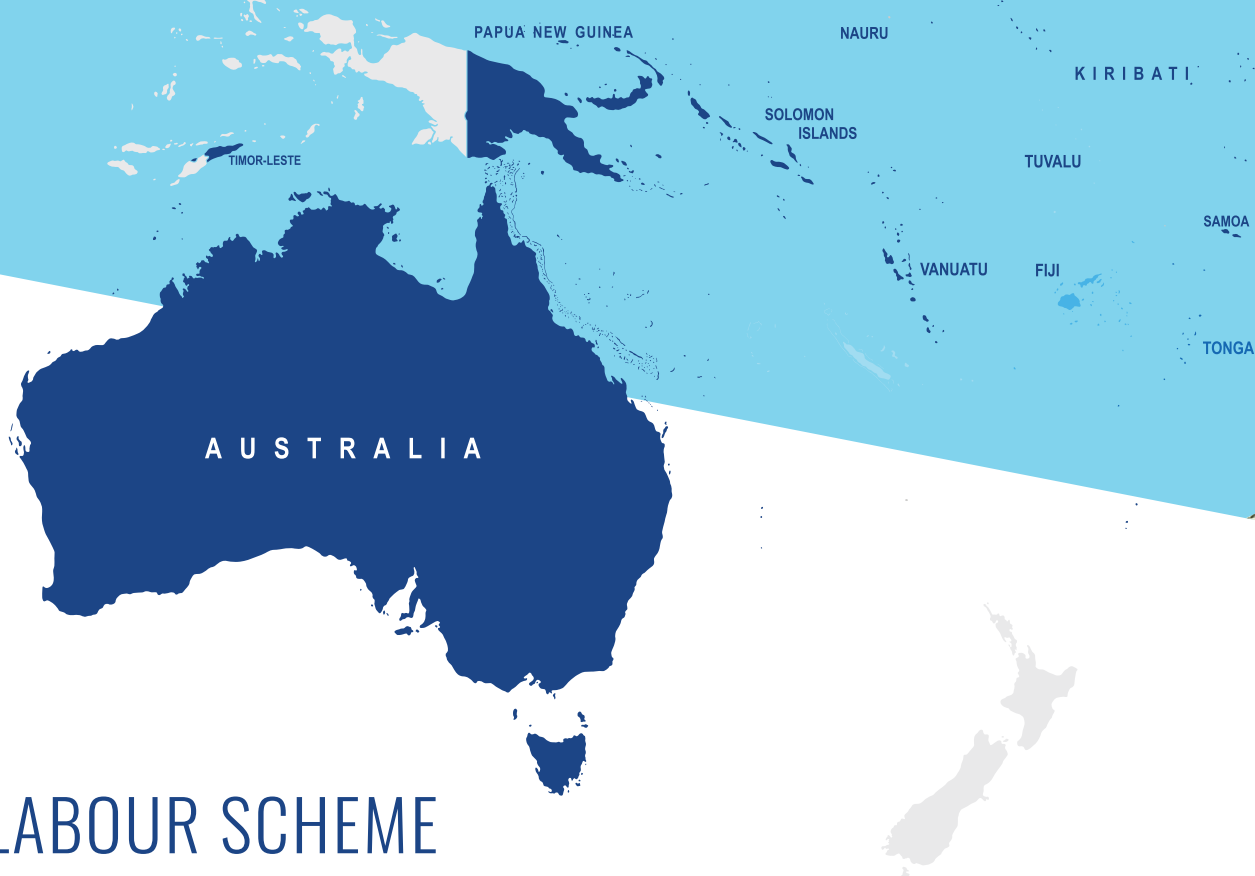 PAPUA NEW GUINEA
NAURU
KIRIBATI
SOLOMON
ISLANDS
TIMOR-LESTE
TUVALU
SAMOA
VANUATU
FIJI
TONGA
AUSTRALIA
LABOUR SCHEME